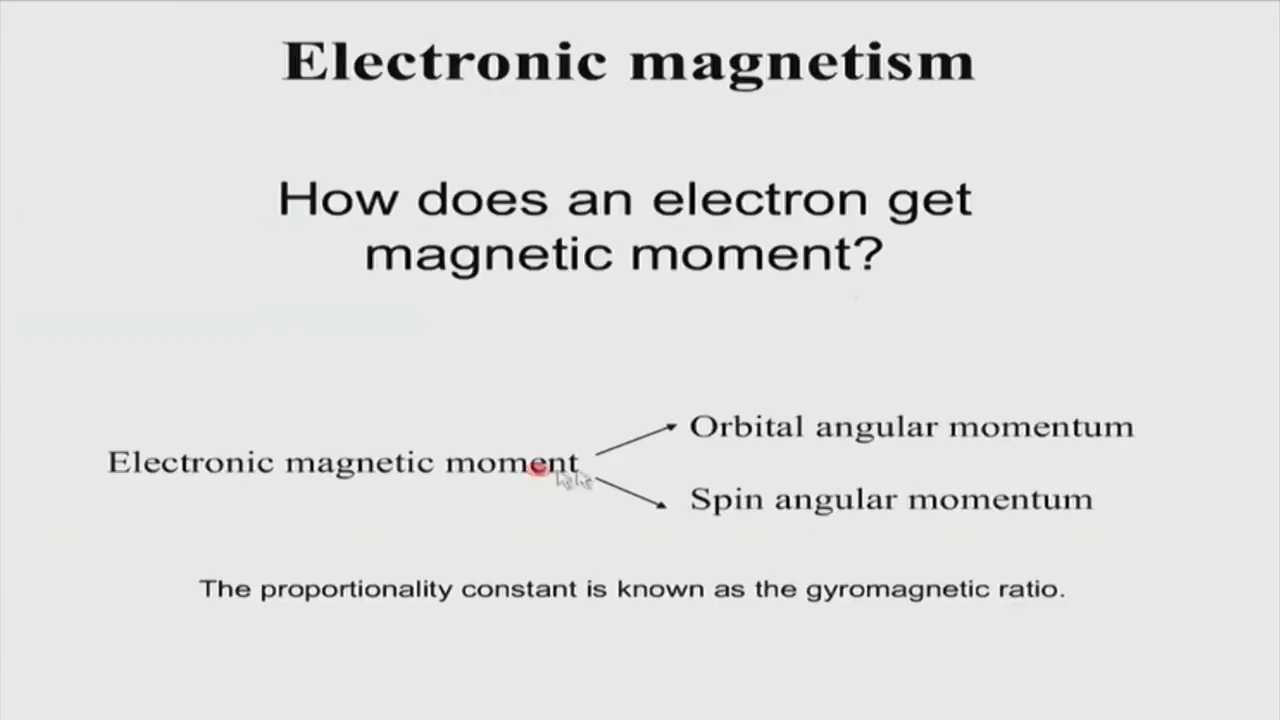 Electronic magnetism
How does an electron get
magnetic moment?
Orbital angular momentum
Electronic magnetic moment
Spin angular momentum
The proportionality constant is known as the gyromagnetic ratio.